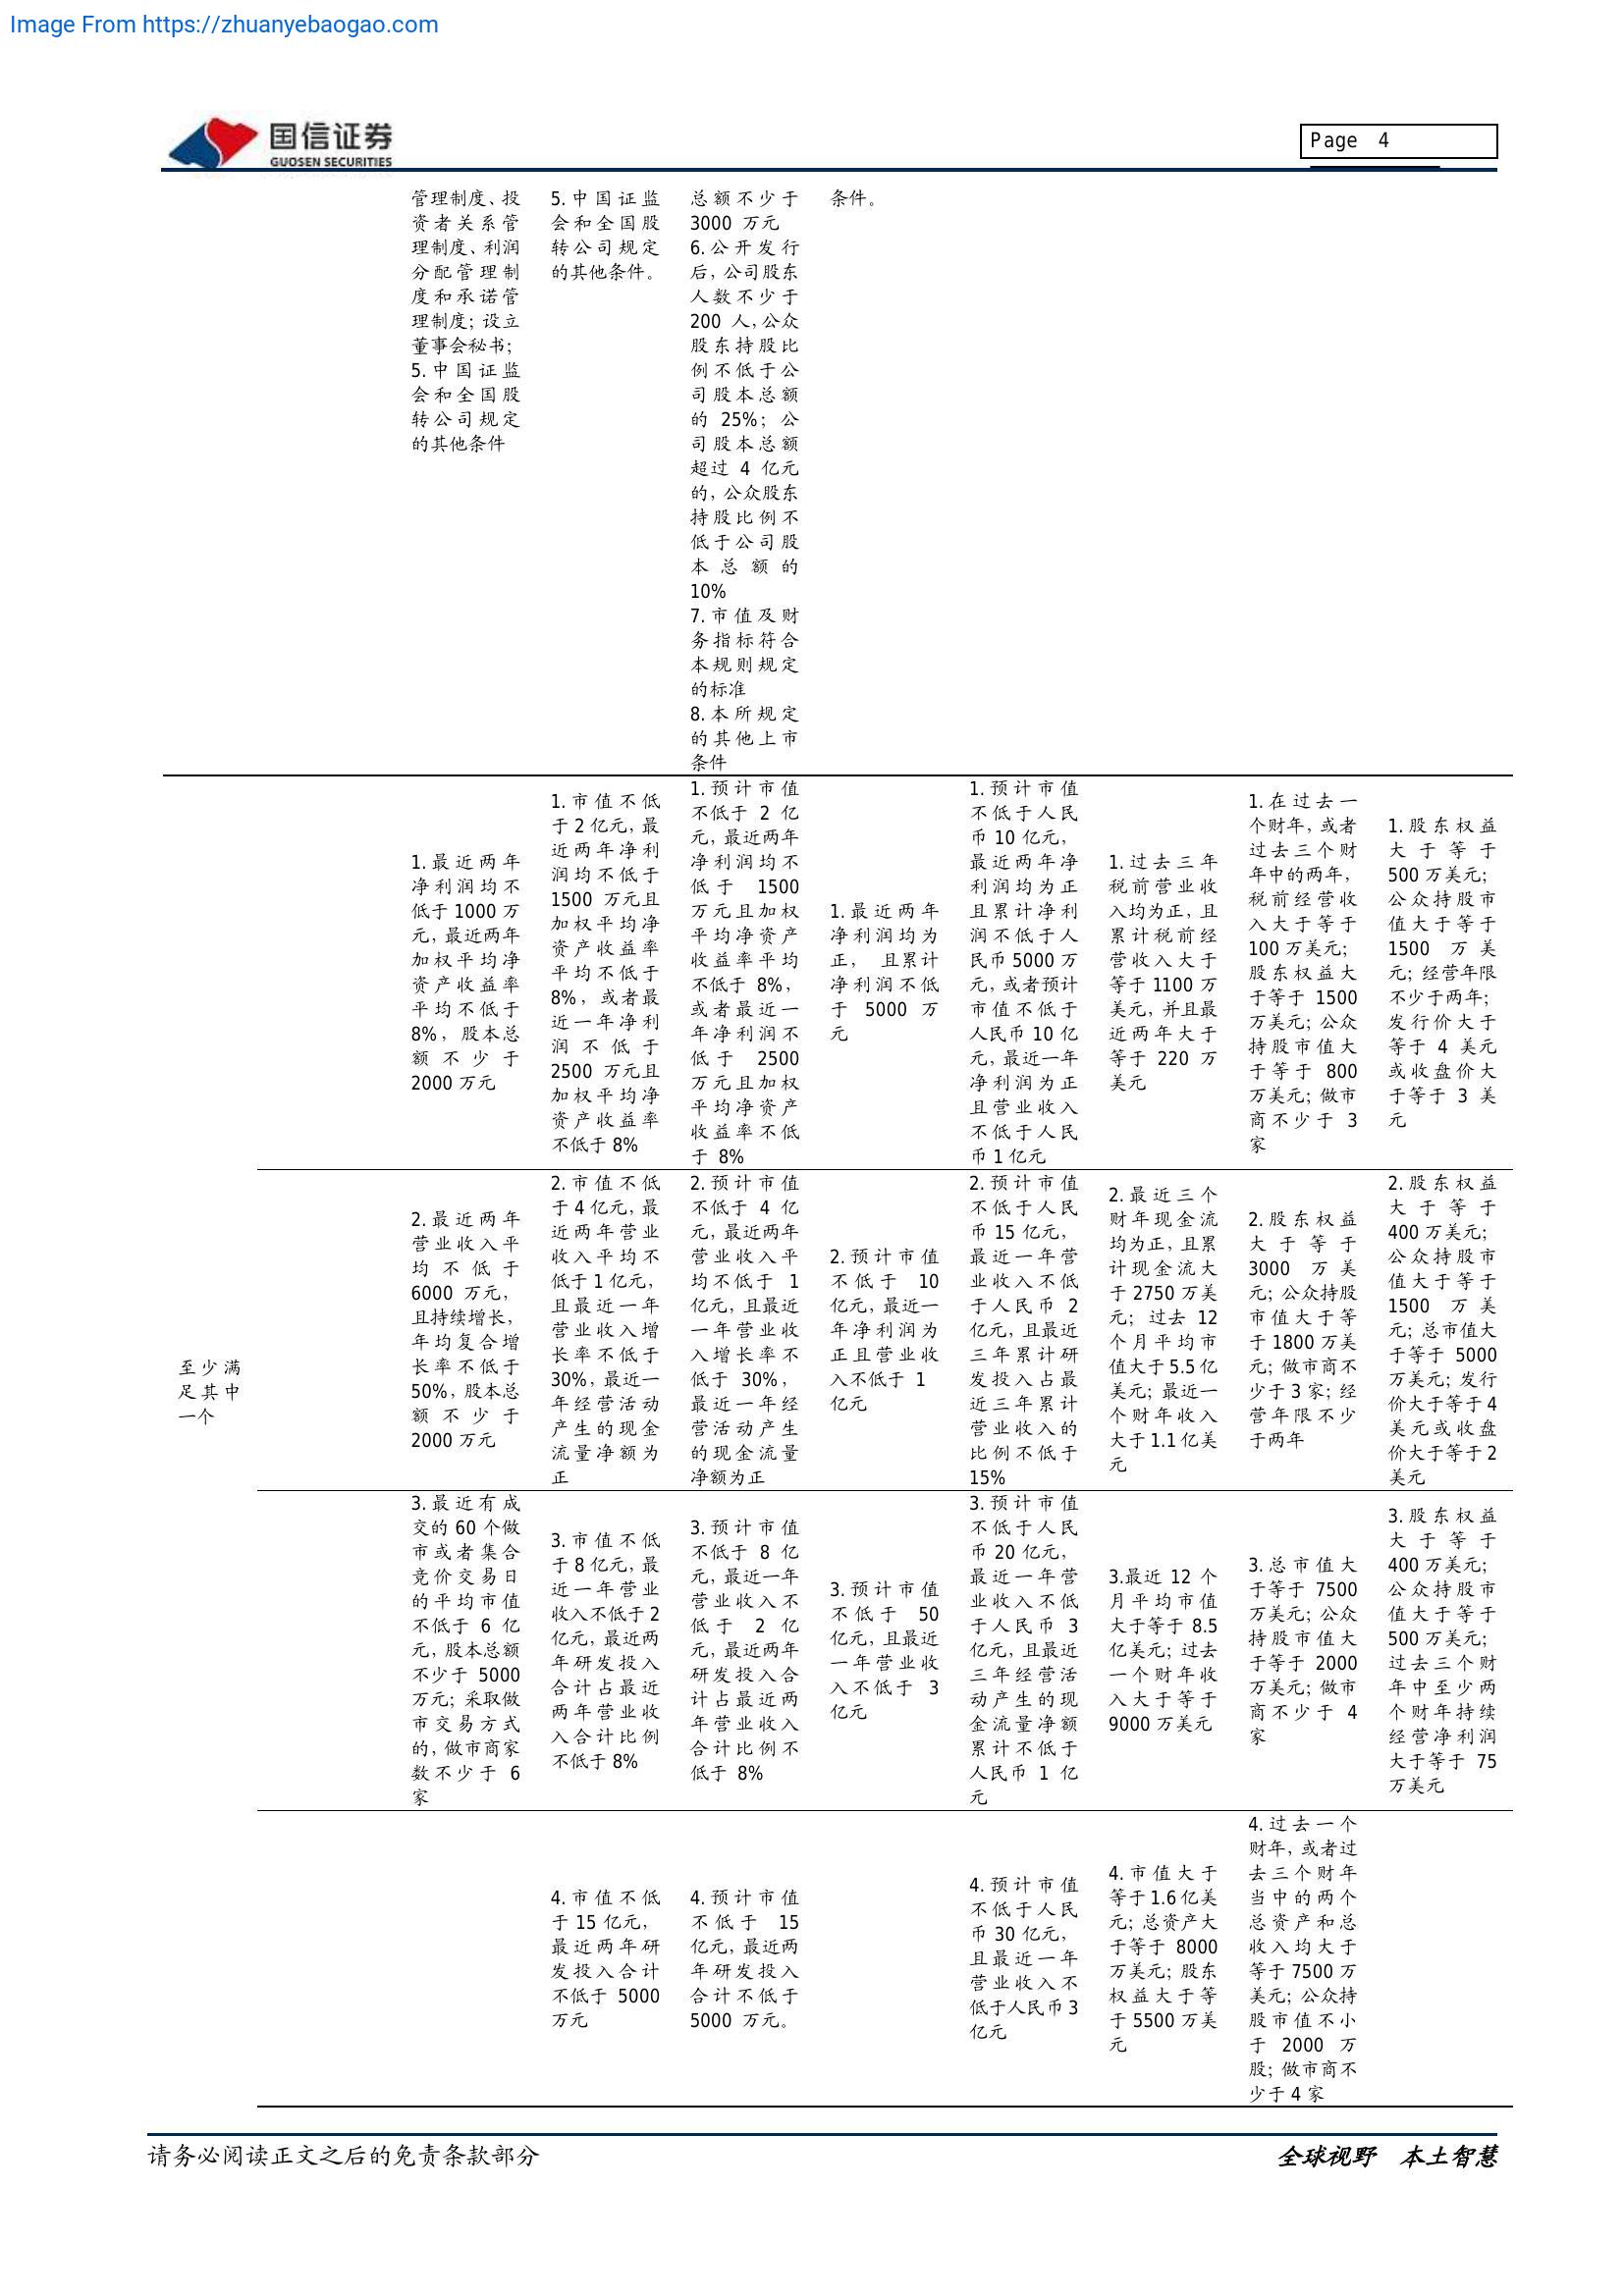 Image From https://zhuanyebaogao.com
国信证券
GUOSEN SECURITIES
Page 4
管理制度、投
资者关系管
理制度、利润
分配管理制
度和承诺管
理制度；设立
董事会秘书；
5.中国证监
会和全国股
转公司规定
的其他条件
5.中国证监
会和全国股
转公司规定
的其他条件。
总额不少于
3000 万元
6.公开发行
后，公司股东
人数不少于
200 人，公众
股东持股比
例不低于公
司股本总额
的 25%；公
司股本总额
超过 4 亿元
的，公众股东
持股比例不
低于公司股
本总额的
10%
7.市值及财
务指标符合
本规则规定
的标准
8.本所规定
的其他上市
条件
条件。
至少满
足其中
一个
1.最近两年
净利润均不
低于 1000 万
元，最近两年
加权平均净
资产收益率
平均不低于
8%，股本总
额不少于
2000 万元
1.市值不低
于 2 亿元，最
近两年净利
润均不低于
1500 万元且
加权平均净
资产收益率
平均不低于
8%，或者最
近一年净利
润不低于
2500 万元且
加权平均净
资产收益率
不低于 8%
1.预计市值
不低于 2 亿
元，最近两年
净利润均不
低于 1500
万元且加权
平均净资产
收益率平均
不低于 8%，
或者最近一
年净利润不
低于 2500
万元且加权
平均净资产
收益率不低
于 8%
1.最近两年
净利润均为
正， 且累计
净利润不低
于 5000 万
元
1.预计市值
不低于人民
币 10 亿元，
最近两年净
利润均为正
且累计净利
润不低于人
民币 5000 万
元，或者预计
市值不低于
人民币 10 亿
元，最近一年
净利润为正
且营业收入
不低于人民
币 1 亿元
1.过去三年
税前营业收
入均为正，且
累计税前经
营收入大于
等于 1100 万
美元，并且最
近两年大于
等于 220 万
美元
1.在过去一
个财年，或者
过去三个财
年中的两年，
税前经营收
入大于等于
100 万美元；
股东权益大
于等于 1500
万美元；公众
持股市值大
于等于 800
万美元；做市
商不少于 3
家
1.股东权益
大于等于
500 万美元；
公众持股市
值大于等于
1500 万美
元；经营年限
不少于两年；
发行价大于
等于 4 美元
或收盘价大
于等于 3 美
元
2.最近两年
营业收入平
均不低于
6000 万元，
且持续增长，
年均复合增
长率不低于
50%，股本总
额不少于
2000 万元
2.市值不低
于 4 亿元，最
近两年营业
收入平均不
低于 1 亿元，
且最近一年
营业收入增
长率不低于
30%，最近一
年经营活动
产生的现金
流量净额为
正
2.预计市值
不低于 4 亿
元，最近两年
营业收入平
均不低于 1
亿元，且最近
一年营业收
入增长率不
低于 30%，
最近一年经
营活动产生
的现金流量
净额为正
2.预计市值
不低于 10
亿元，最近一
年净利润为
正且营业收
入不低于 1
亿元
2.预计市值
不低于人民
币 15 亿元，
最近一年营
业收入不低
于人民币 2
亿元，且最近
三年累计研
发投入占最
近三年累计
营业收入的
比例不低于
15%
2.最近三个
财年现金流
均为正，且累
计现金流大
于 2750 万美
元；过去 12
个月平均市
值大于 5.5 亿
美元；最近一
个财年收入
大于 1.1 亿美
元
2.股东权益
大于等于
3000 万美
元；公众持股
市值大于等
于 1800 万美
元；做市商不
少于 3 家；经
营年限不少
于两年
2.股东权益
大于等于
400 万美元；
公众持股市
值大于等于
1500 万美
元；总市值大
于等于 5000
万美元；发行
价大于等于 4
美元或收盘
价大于等于 2
美元
3.最近有成
交的 60 个做
市或者集合
竞价交易日
的平均市值
不低于 6 亿
元，股本总额
不少于 5000
万元；采取做
市交易方式
的，做市商家
数不少于 6
家
3.市值不低
于 8 亿元，最
近一年营业
收入不低于 2
亿元，最近两
年研发投入
合计占最近
两年营业收
入合计比例
不低于 8%
3.预计市值
不低于 8 亿
元，最近一年
营业收入不
低于 2 亿
元，最近两年
研发投入合
计占最近两
年营业收入
合计比例不
低于 8%
3.预计市值
不低于 50
亿元，且最近
一年营业收
入不低于 3
亿元
3.预计市值
不低于人民
币 20 亿元，
最近一年营
业收入不低
于人民币 3
亿元，且最近
三年经营活
动产生的现
金流量净额
累计不低于
人民币 1 亿
元
3.最近 12 个
月平均市值
大于等于 8.5
亿美元；过去
一个财年收
入大于等于
9000 万美元
3.总市值大
于等于 7500
万美元；公众
持股市值大
于等于 2000
万美元；做市
商不少于 4
家
3.股东权益
大于等于
400 万美元；
公众持股市
值大于等于
500 万美元；
过去三个财
年中至少两
个财年持续
经营净利润
大于等于 75
万美元
4.市值不低
于 15 亿元，
最近两年研
发投入合计
不低于 5000
万元
4.预计市值
不低于 15
亿元，最近两
年研发投入
合计不低于
5000 万元。
4.预计市值
不低于人民
币 30 亿元，
且最近一年
营业收入不
低于人民币 3
亿元
4.市值大于
等于 1.6 亿美
元；总资产大
于等于 8000
万美元；股东
权益大于等
于 5500 万美
元
4.过去一个
财年，或者过
去三个财年
当中的两个
总资产和总
收入均大于
等于 7500 万
美元；公众持
股市值不小
于 2000 万
股；做市商不
少于 4 家
请务必阅读正文之后的免责条款部分
全球视野 本土智慧